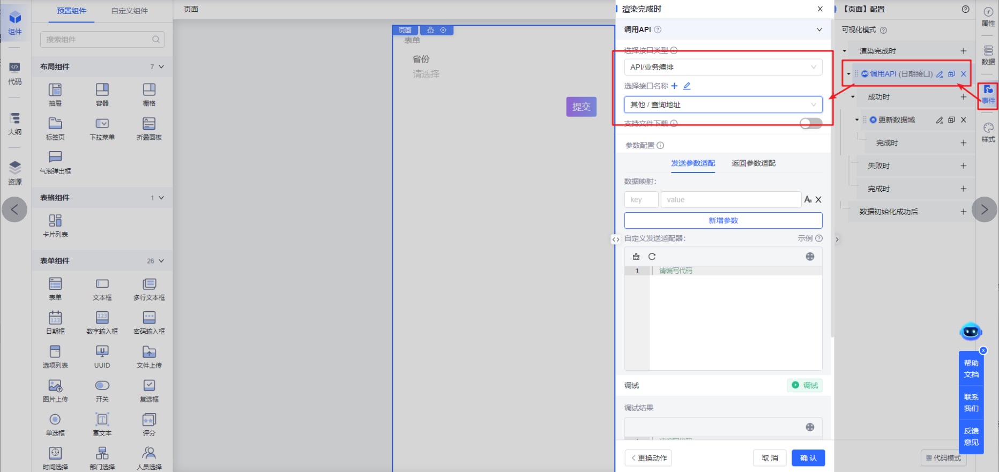 预置组件
自定义组件
搜索组件
布局组件
7
抽屉
容器
栅格
标签页
下拉菜单
折叠面板
气泡弹出框
表格组件
1
卡片列表
表单组件
26
表单
文本框
多行文本框
日期框
数字输入框
密码输入框
选项列表
UUID
文件上传
图片上传
开关
复选框
单选框
富文本
评分
时间选择
部门选择
人员选择
组件
代码
大纲
资源
页面
页面
表单
省份
请选择
提交
渲染完成时
调用API
选择接口类型
API/业务编排
选择接口名称
其他 / 查询地址
支持文件下载
参数配置
发送参数适配
返回参数适配
数据映射:
key
value
新增参数
自定义发送适配器:
示例
1
请编写代码
调试
调试
调试结果
1
请编写代码
更换动作
取 消
确 认
【页面】配置
可视化模式
渲染完成时
调用API (日期接口)
成功时
更新数据域
完成时
失败时
完成时
数据初始化成功后
代码模式
属性
数据
事件
样式
帮助
文档
联系
我们
反馈
意见